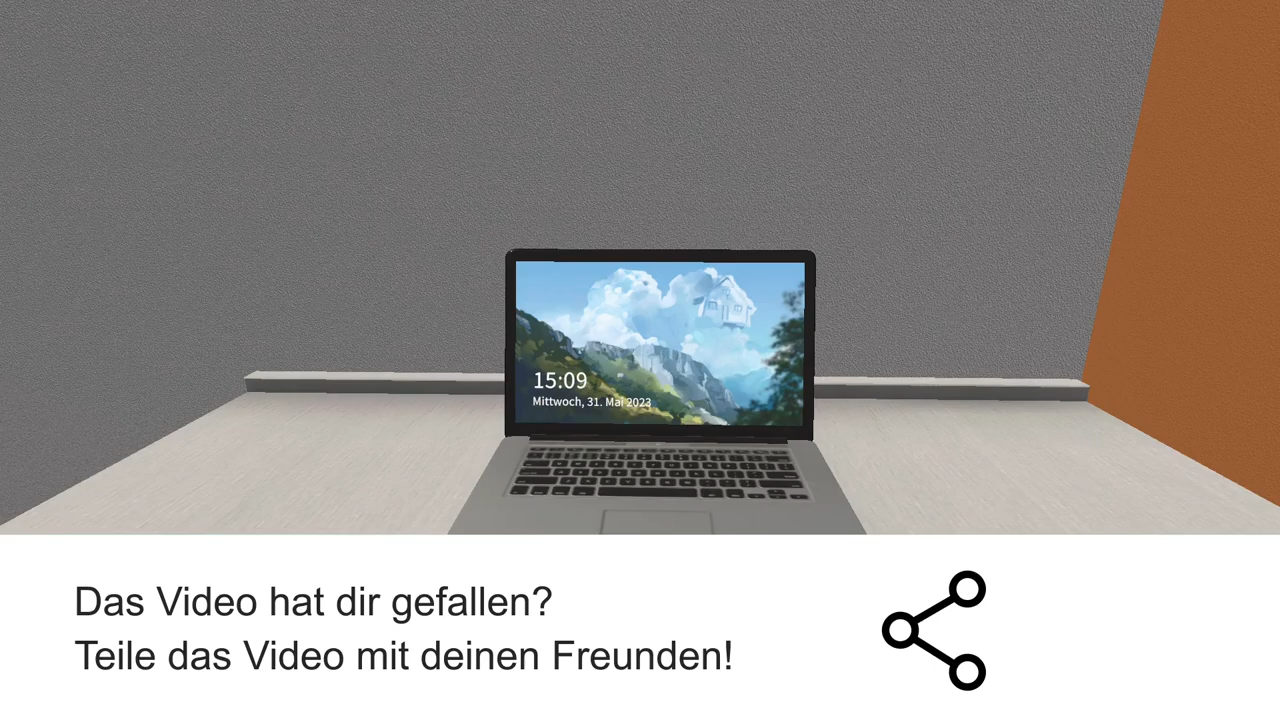 15:09
Mittwoch, 31. Mai 2023
Das Video hat dir gefallen?
Teile das Video mit deinen Freunden!